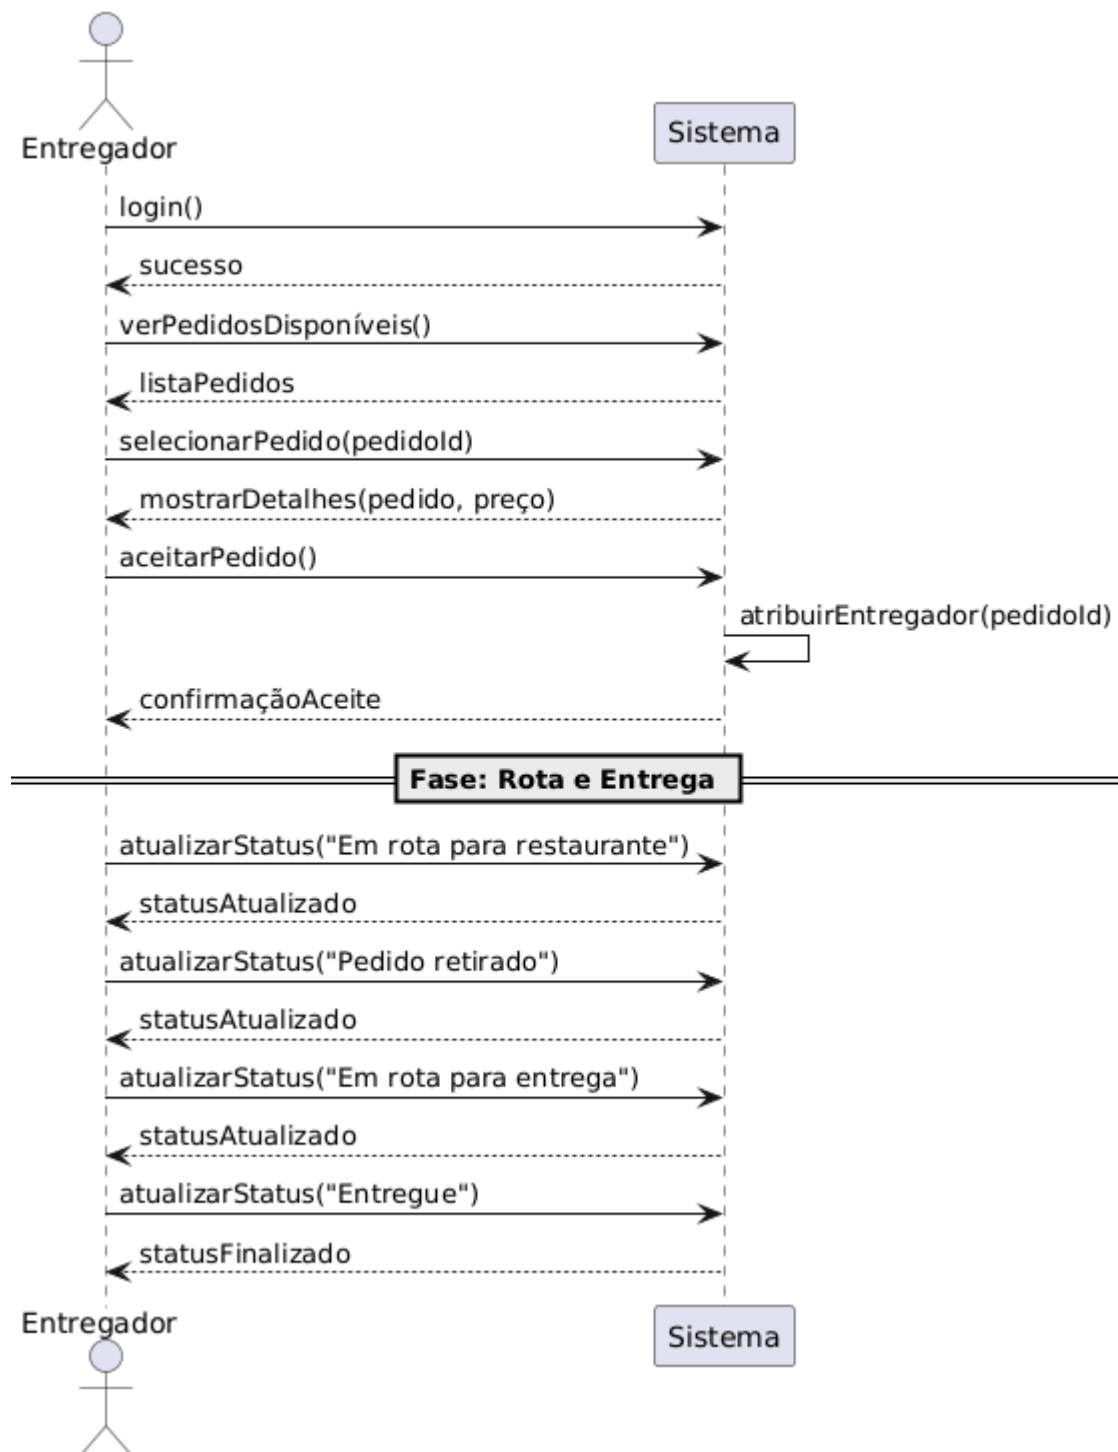 Entregador
Sistema
login()
sucesso
verPedidosDisponíveis()
listaPedidos
selecionarPedido(pedidoId)
mostrarDetalhes(pedido, preço)
aceitarPedido()
atribuirEntregador(pedidoId)
confirmaçãoAceite
Fase: Rota e Entrega
atualizarStatus("Em rota para restaurante")
statusAtualizado
atualizarStatus("Pedido retirado")
statusAtualizado
atualizarStatus("Em rota para entrega")
statusAtualizado
atualizarStatus("Entregue")
statusFinalizado
Entregador
Sistema